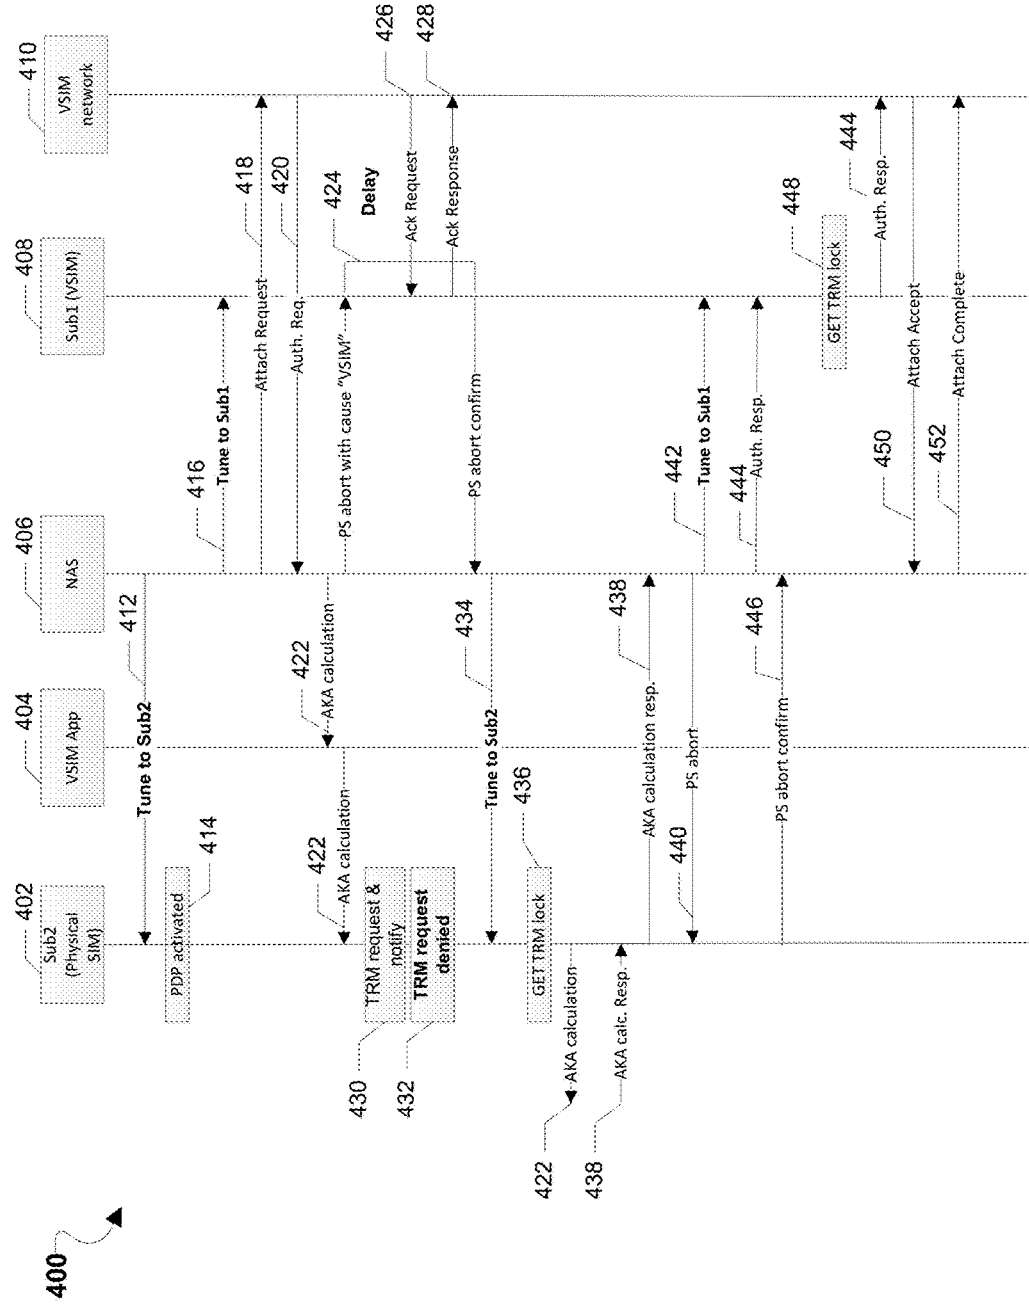 400
402
Sub2
(Physical
SIM)
404
VSIM App
406
NAS
408
Sub1 (VSIM)
410
VSIM
network
412
Tune to Sub2
PDP activated
414
416
Tune to Sub1
418
Attach Request
420
Auth. Req.
422
AKA calculation
422
AKA calculation
PS abort with cause "VSIM"
424
Delay
TRM request &
notify
430
TRM request
denied
432
426
Ack Request
428
Ack Response
PS abort confirm
434
Tune to Sub2
GET TRM lock
436
AKA calculation
422
AKA calc. Resp.
438
AKA calculation resp.
438
PS abort
440
442
Tune to Sub1
444
Auth. Resp.
PS abort confirm
446
GET TRM lock
448
Auth. Resp.
444
Attach Accept
450
Attach Complete
452